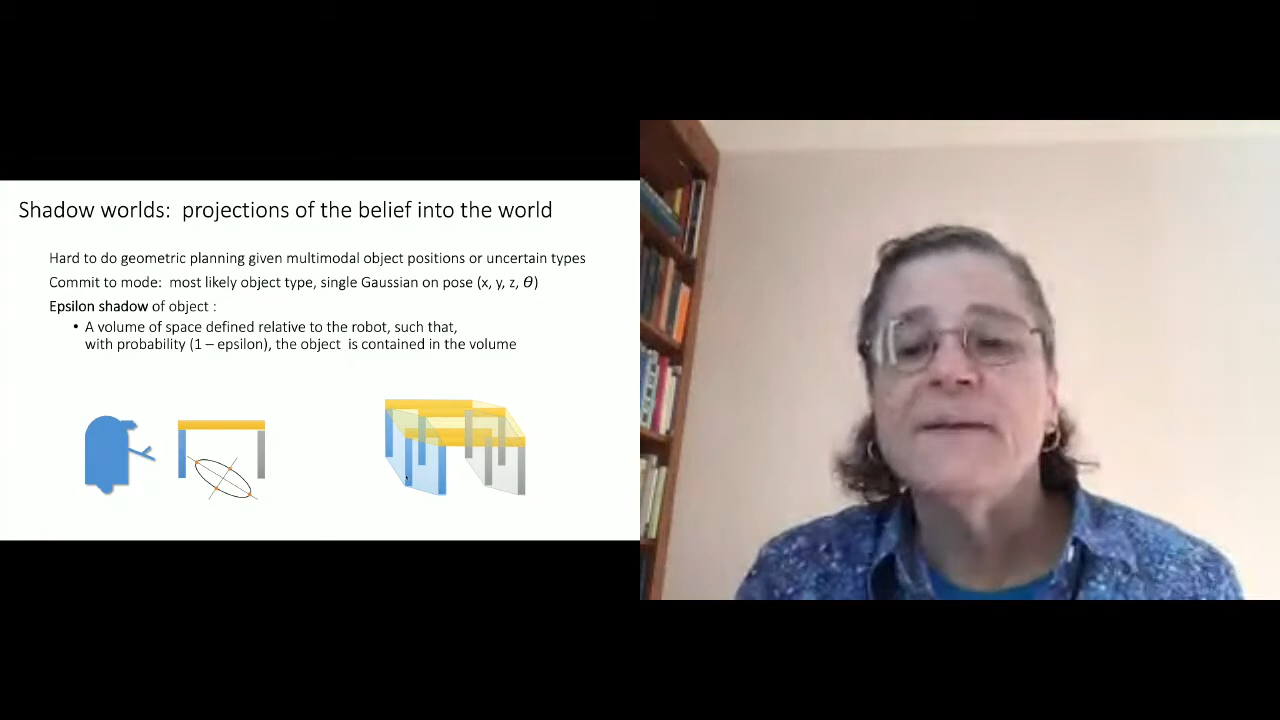 Shadow worlds: projections of the belief into the world
Hard to do geometric planning given multimodal object positions or uncertain types
Commit to mode: most likely object type, single Gaussian on pose (x, y, z, θ)
Epsilon shadow of object :
• A volume of space defined relative to the robot, such that,
with probability (1 – epsilon), the object is contained in the volume